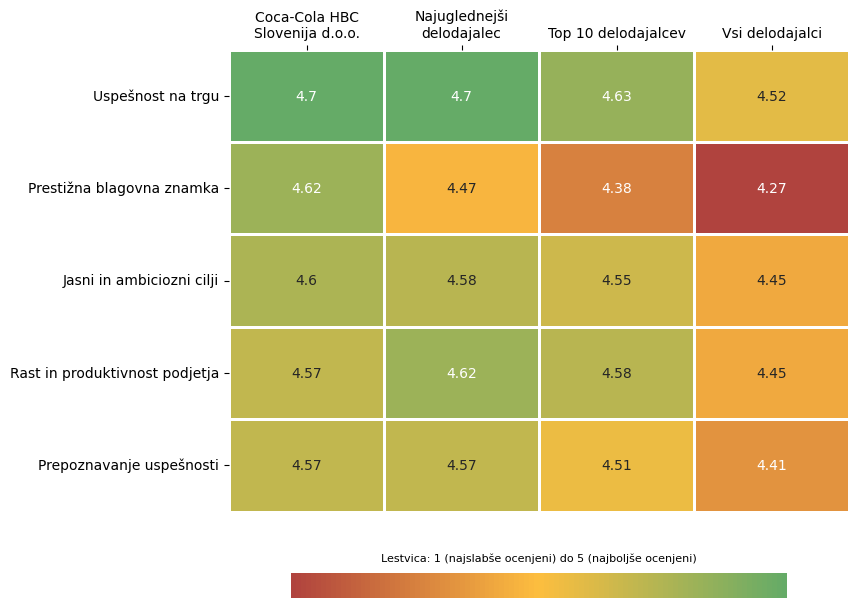 Coca-Cola HBC
Slovenija d.o.o.
Najuglednejši
delodajalec
Top 10 delodajalcev
Vsi delodajalci
Uspešnost na trgu 4.7 4.7 4.63 4.52
Prestižna blagovna znamka 4.62 4.47 4.38 4.27
Jasni in ambiciozni cilji 4.6 4.58 4.55 4.45
Rast in produktivnost podjetja 4.57 4.62 4.58 4.45
Prepoznavanje uspešnosti 4.57 4.57 4.51 4.41
Lestvica: 1 (najslabše ocenjeni) do 5 (najboljše ocenjeni)